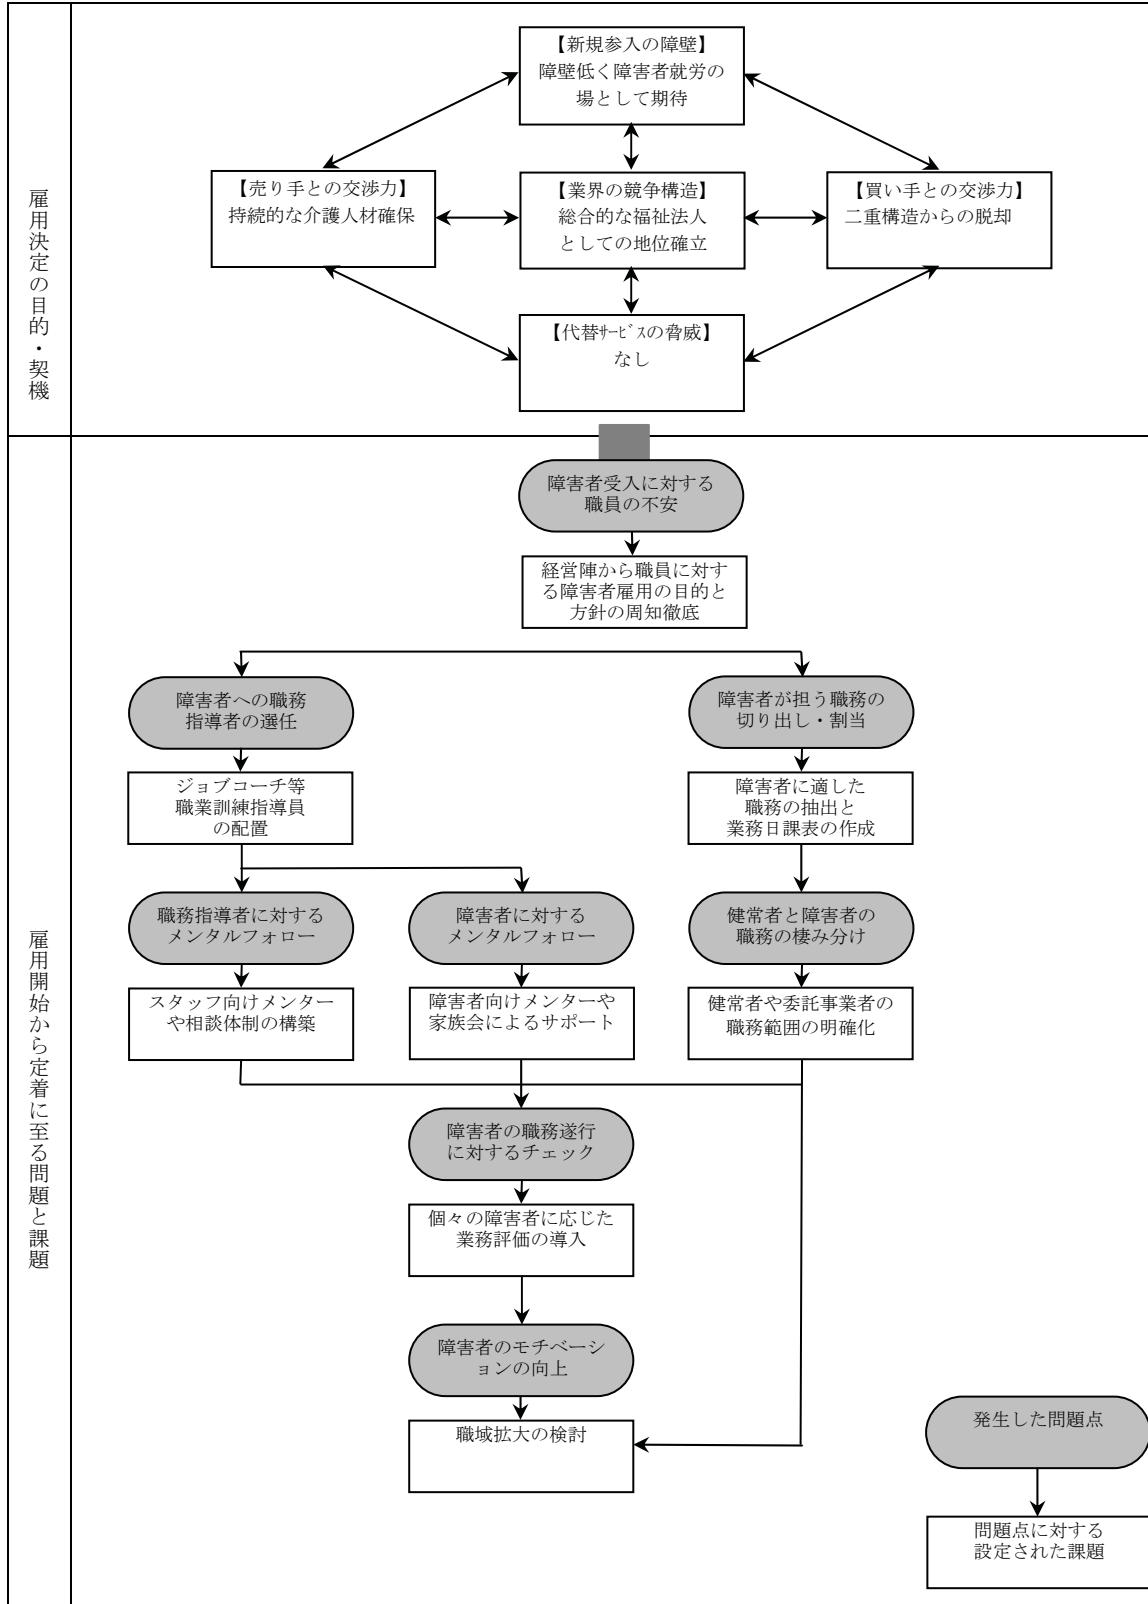 雇用決定の目的・契機
【新規参入の障壁】
障壁低く障害者就労の
場として期待
【売り手との交渉力】
持続的な介護人材確保
【業界の競争構造】
総合的な福祉法人
としての地位確立
【買い手との交渉力】
二重構造からの脱却
【代替ｻｰﾋﾞｽの脅威】
なし
雇用開始から定着に至る問題と課題
障害者受入に対する
職員の不安
経営陣から職員に対す
る障害者雇用の目的と
方針の周知徹底
障害者への職務
指導者の選任
障害者が担う職務の
切り出し・割当
ジョブコーチ等
職業訓練指導員
の配置
障害者に適した
職務の抽出と
業務日課表の作成
職務指導者に対する
メンタルフォロー
障害者に対する
メンタルフォロー
健常者と障害者の
職務の棲み分け
スタッフ向けメンター
や相談体制の構築
障害者向けメンターや
家族会によるサポート
健常者や委託事業者の
職務範囲の明確化
障害者の職務遂行
に対するチェック
個々の障害者に応じた
業務評価の導入
障害者のモチベーシ
ョンの向上
職域拡大の検討
発生した問題点
問題点に対する
設定された課題